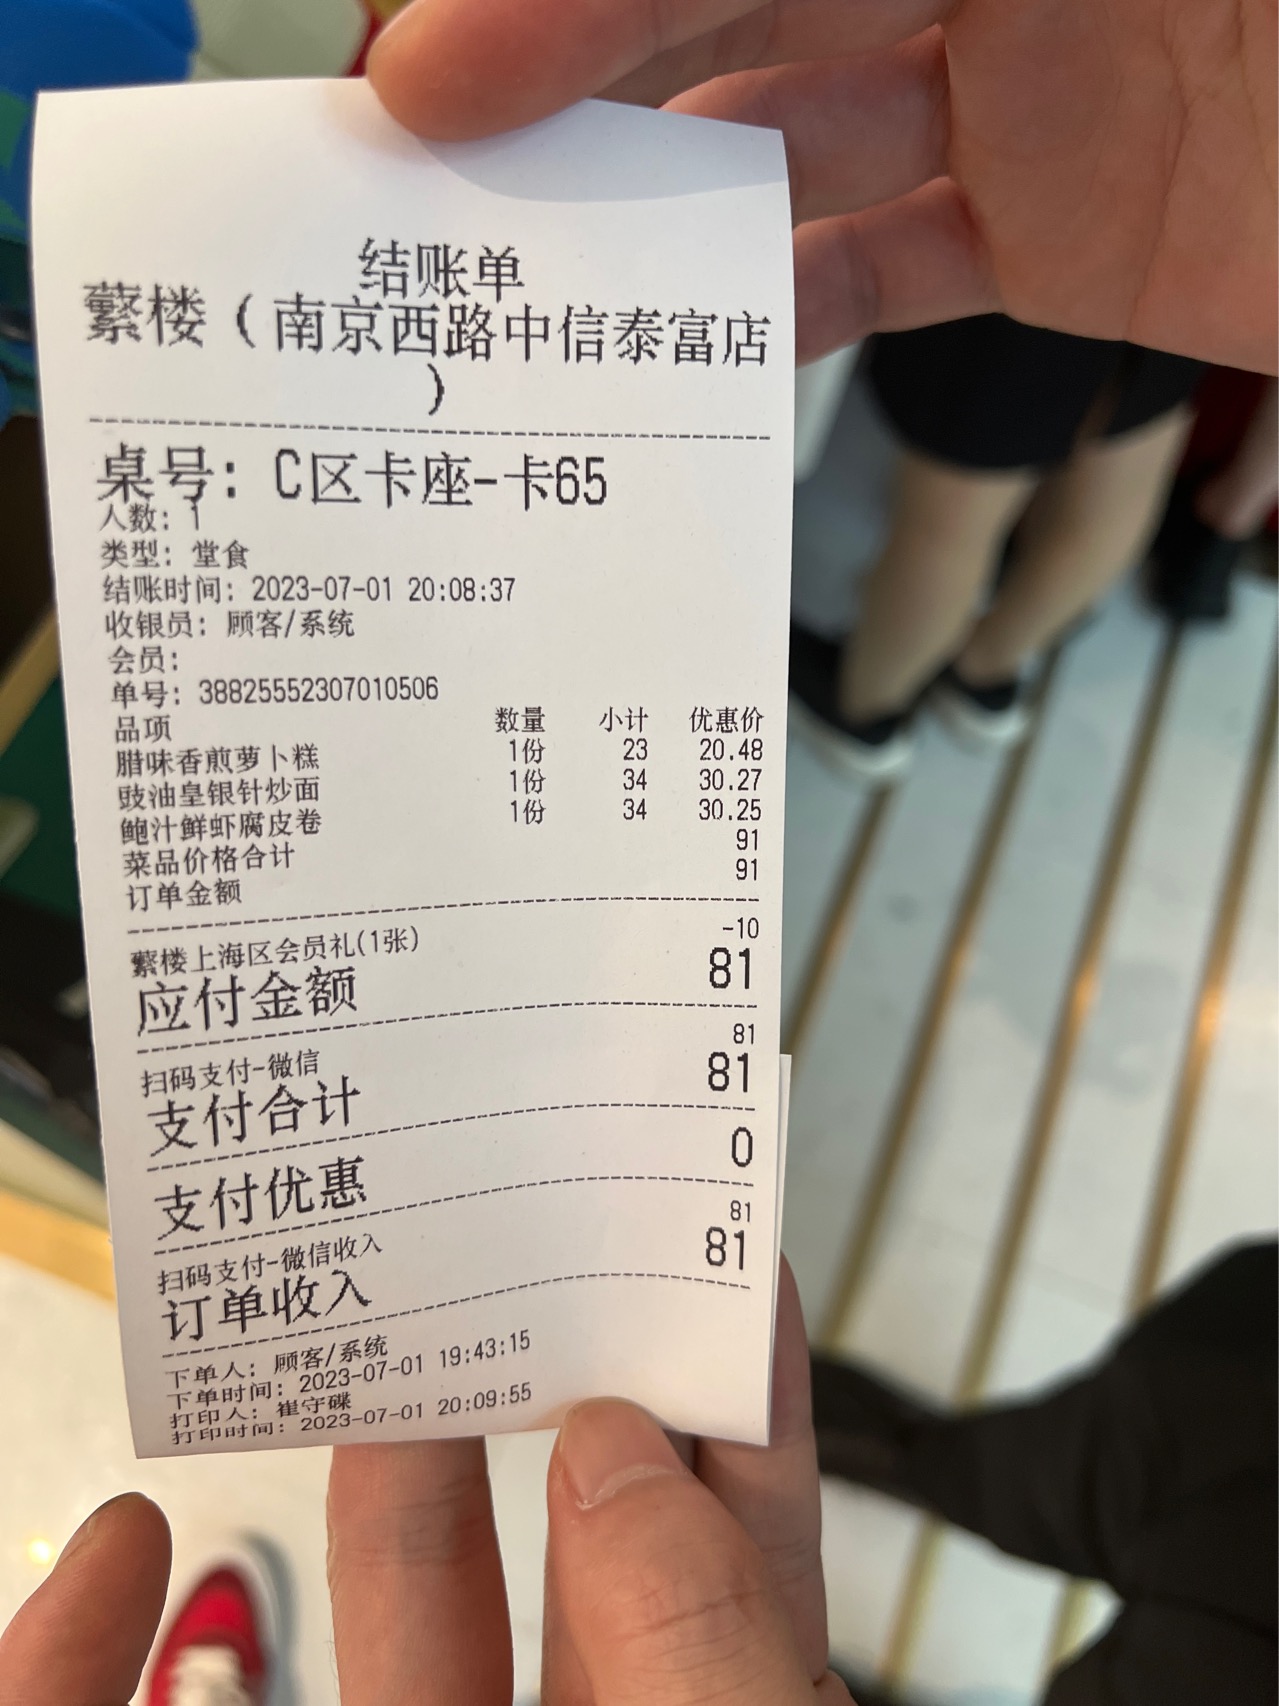 结账单
蘩楼（南京西路中信泰富店
）
桌号：C区卡座-卡65
人数：1
类型：堂食
结账时间：2023-07-01 20:08:37
收银员：顾客/系统
会员：
单号：38825552307010506
品项 数量 小计 优惠价
腊味香煎萝卜糕 1份 23 20.48
豉油皇银针炒面 1份 34 30.27
鲍汁鲜虾腐皮卷 1份 34 30.25
菜品价格合计 91
订单金额 91
蘩楼上海区会员礼(1张) -10
应付金额 81
扫码支付-微信 81
支付合计 81
支付优惠 0
扫码支付-微信收入 81
订单收入 81
下单人：顾客/系统
下单时间：2023-07-01 19:43:15
打印人：崔守碟
打印时间：2023-07-01 20:09:55